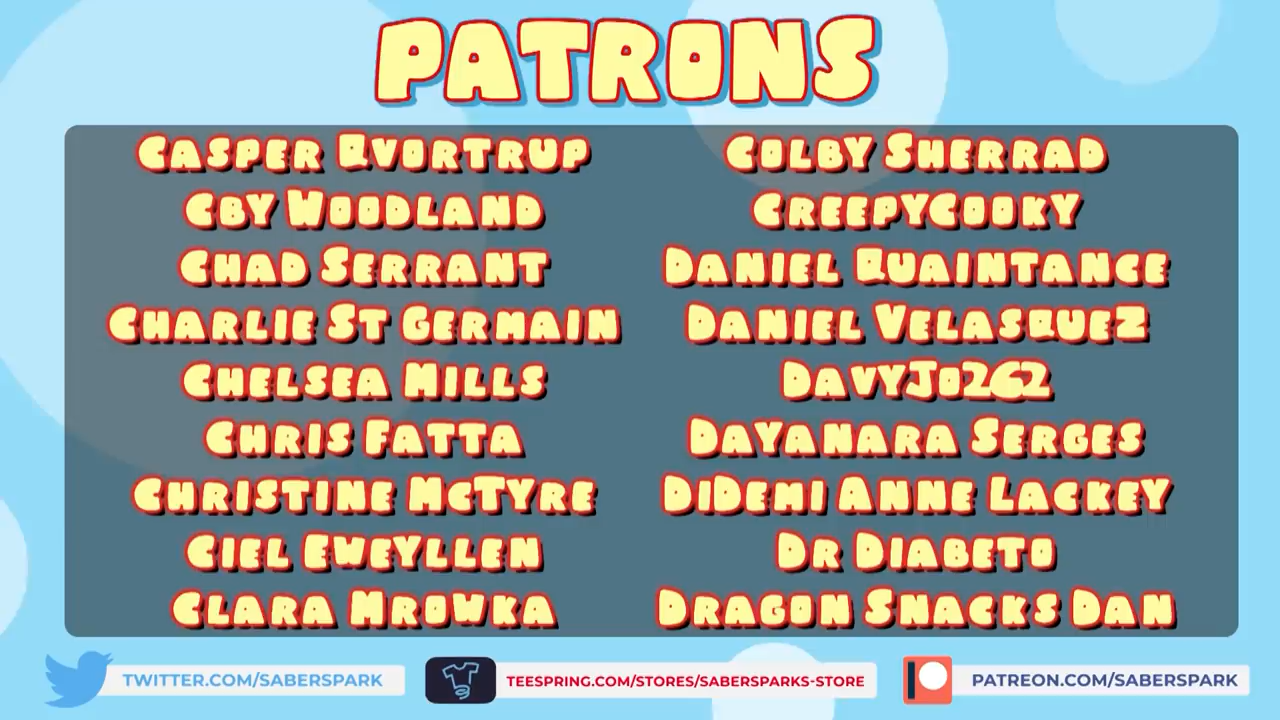 PATRONS
CASPER QVORTRUP
CBY WOODLAND
CHAD SERRANT
CHARLIE ST GERMAIN
CHELSEA MILLS
CHRIS FATTA
CHRISTINE MCTYRE
CIEL EWEYLLEN
CLARA MROWKA
COLBY SHERRAD
CREEPYCOOKY
DANIEL QUAINTANCE
DANIEL VELASQUEZ
DAVYJO262
DAYANARA SERGES
DIDEMI ANNE LACKEY
DR DIABETO
DRAGON SNACKS DAN
TWITTER.COM/SABERSPARK
TEESPRING.COM/STORES/SABERSPARKS-STORE
PATREON.COM/SABERSPARK